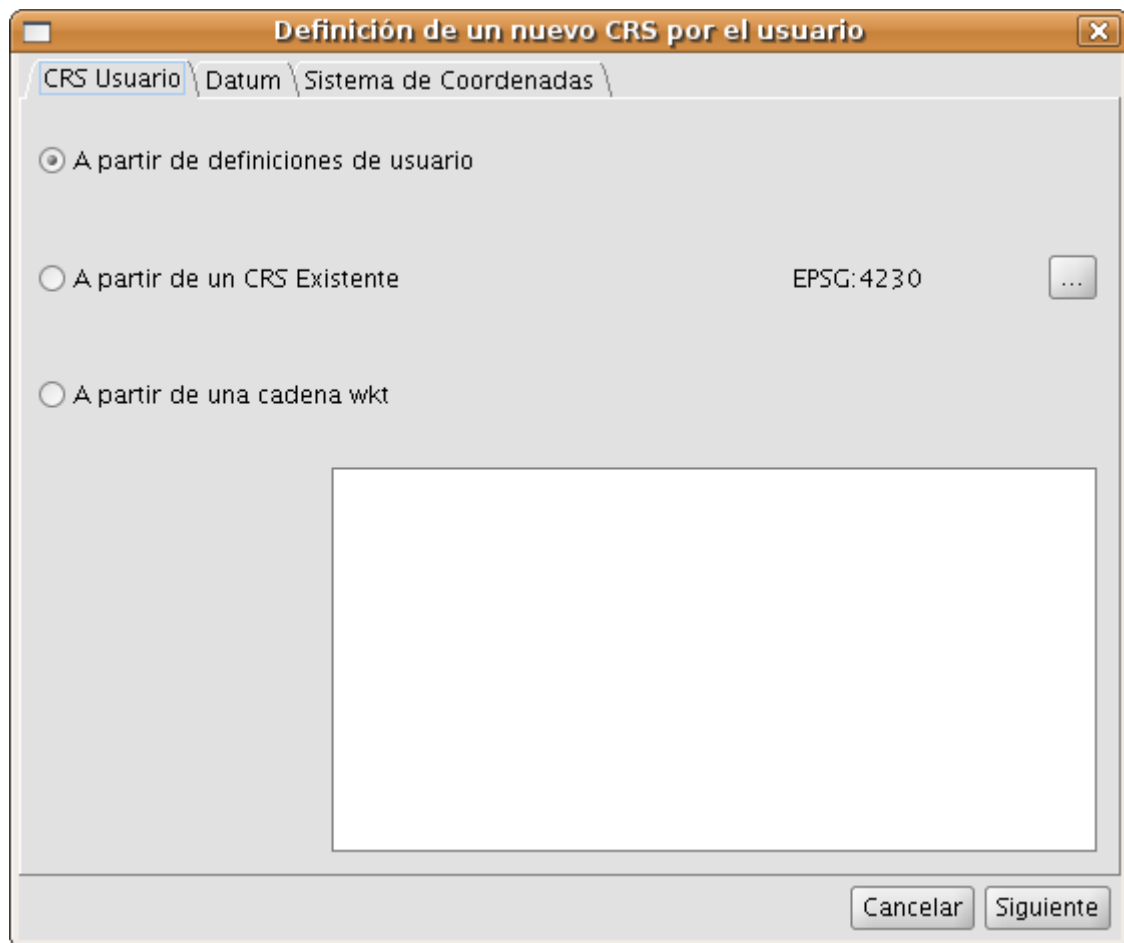 Definición de un nuevo CRS por el usuario
CRS Usuario Datum Sistema de Coordenadas
A partir de definiciones de usuario
A partir de un CRS Existente EPSG:4230 ...
A partir de una cadena wkt
Cancelar Siguiente